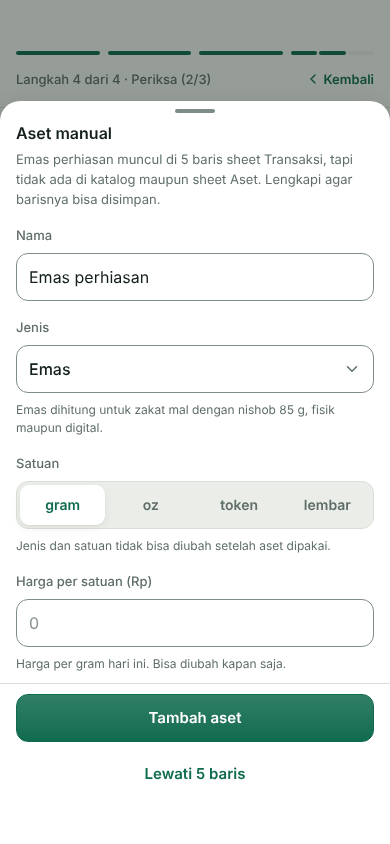 Langkah 4 dari 4 · Periksa (2/3)
Kembali
Aset manual
Emas perhiasan muncul di 5 baris sheet Transaksi, tapi
tidak ada di katalog maupun sheet Aset. Lengkapi agar
barisnya bisa disimpan.
Nama
Emas perhiasan
Jenis
Emas
Emas dihitung untuk zakat mal dengan nishob 85 g, fisik
maupun digital.
Satuan
gram
oz
token
lembar
Jenis dan satuan tidak bisa diubah setelah aset dipakai.
Harga per satuan (Rp)
0
Harga per gram hari ini. Bisa diubah kapan saja.
Tambah aset
Lewati 5 baris